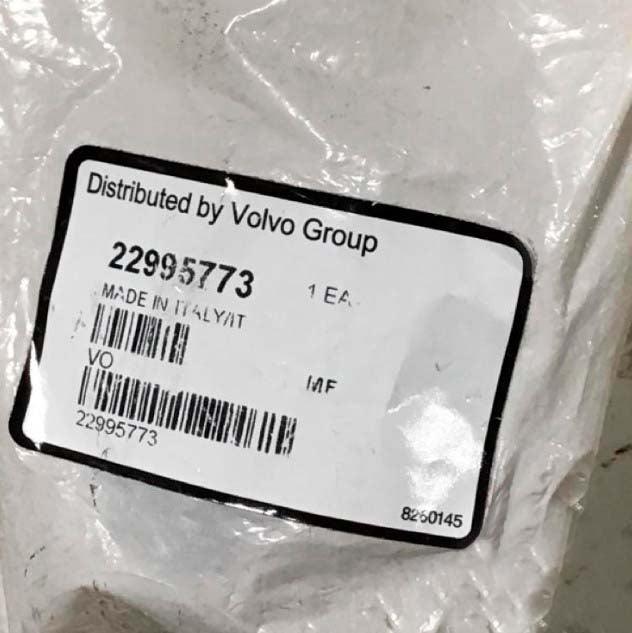 Distributed by Volvo Group
22995773 1 EA
MADE IN ITALY/IT
VO
MF
22995773
8260145